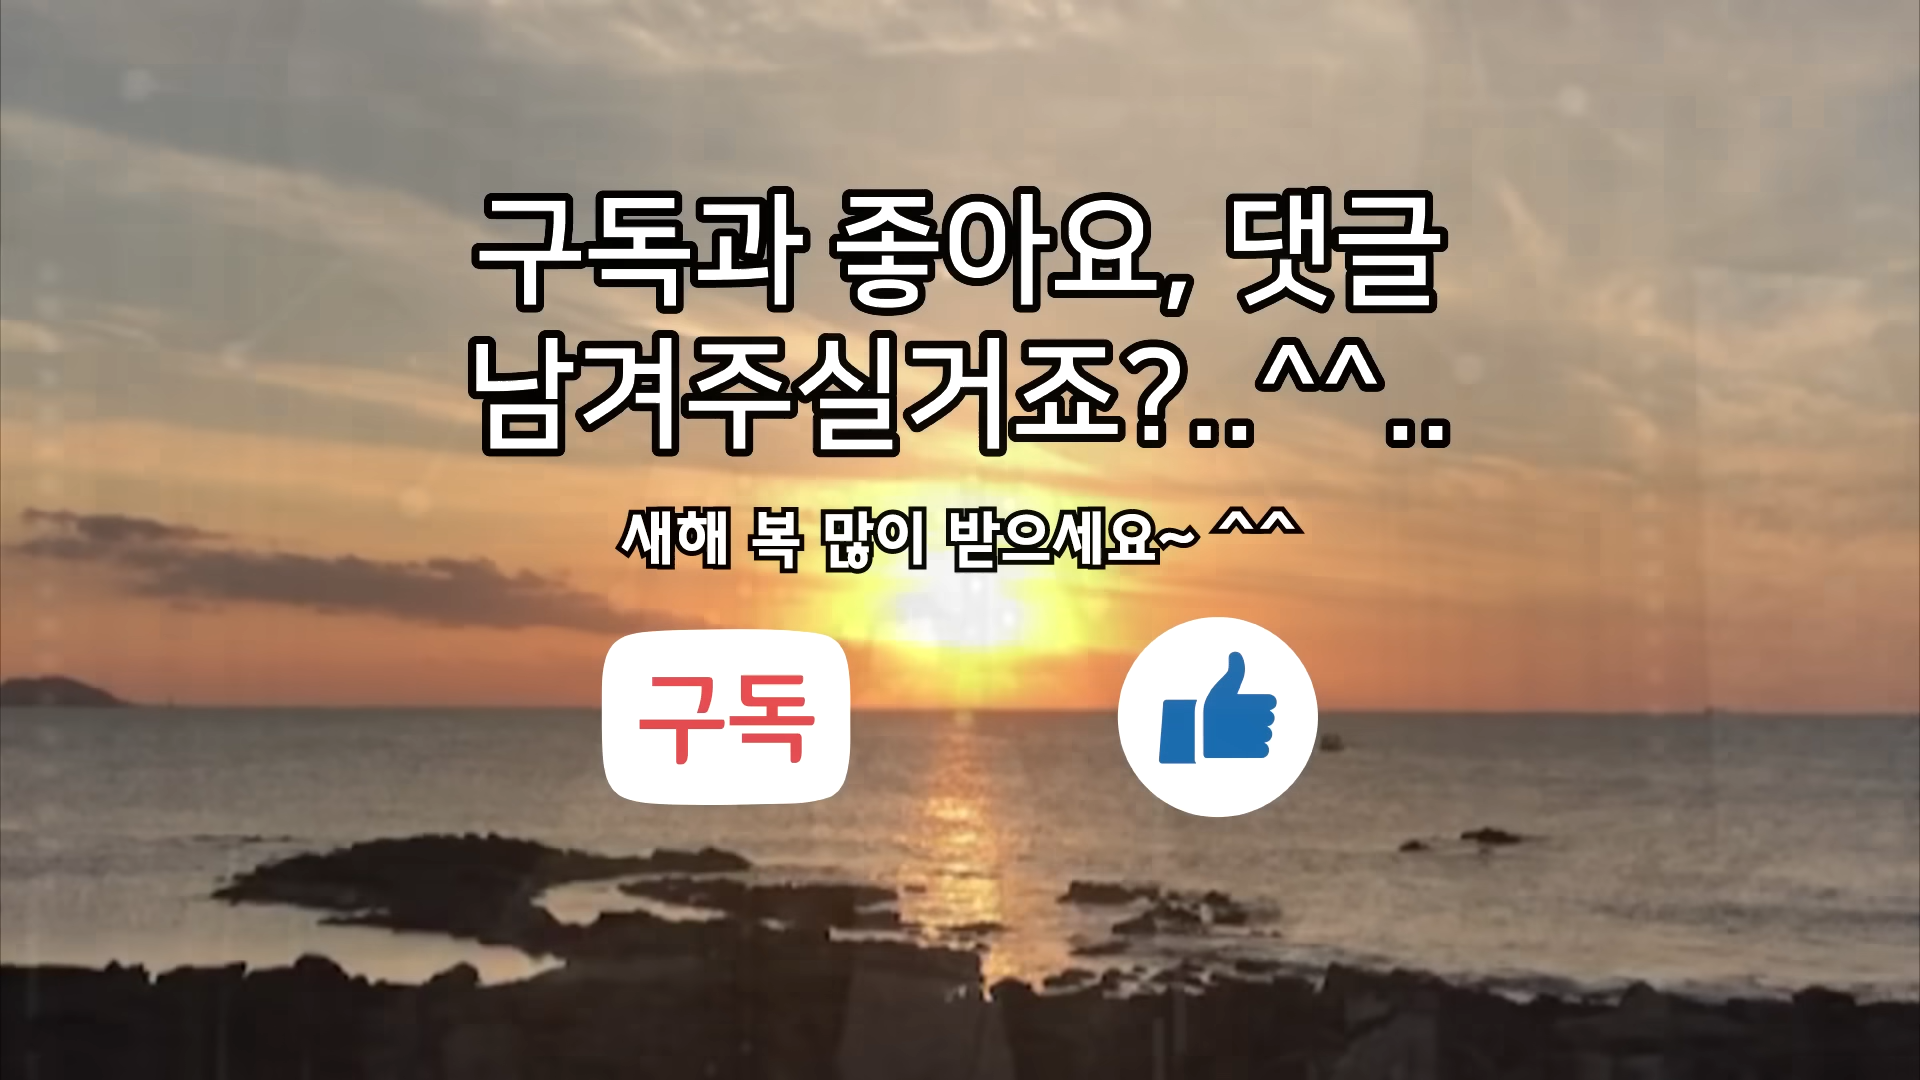 구독과 좋아요, 댓글
남겨주실거죠?..^^..
새해 복 많이 받으세요~ ^^
구독